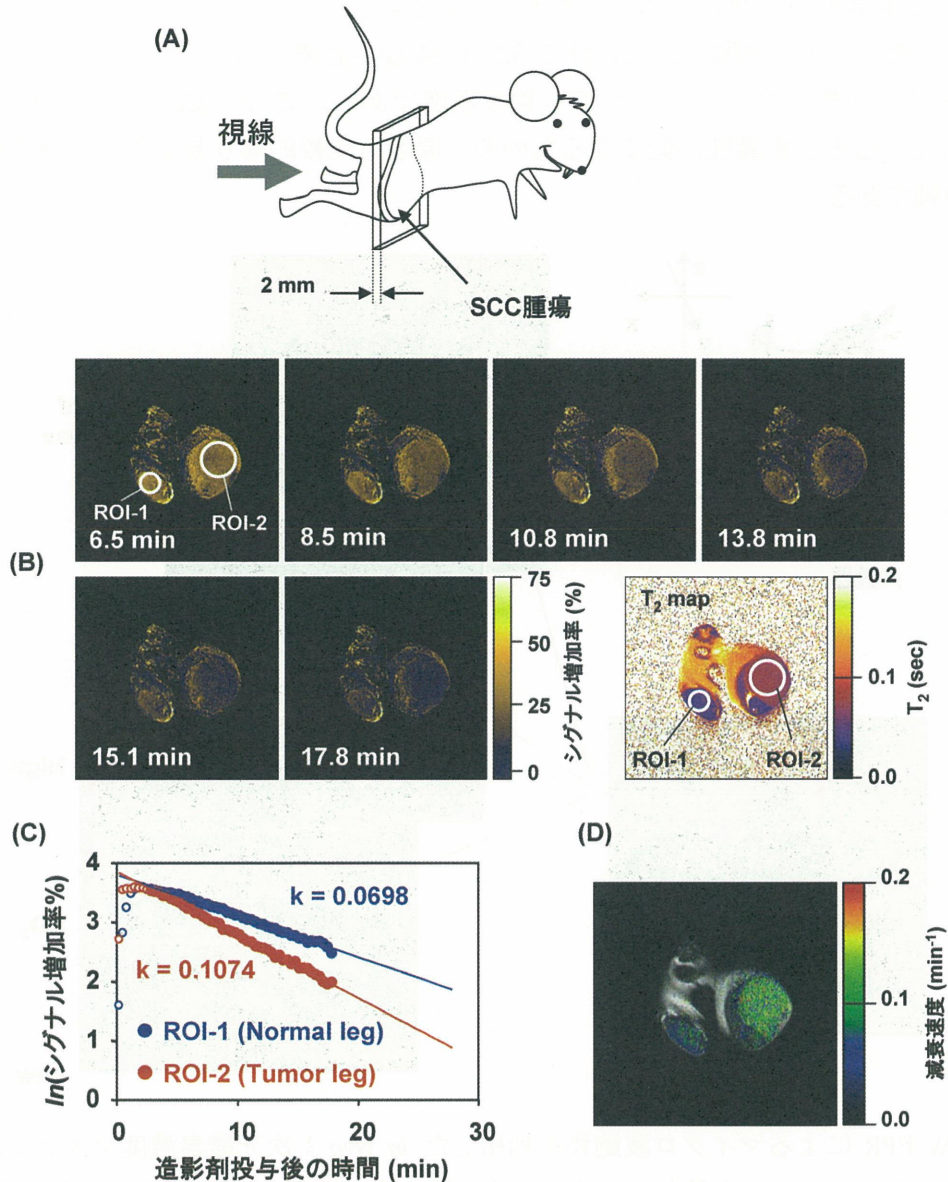 (A)
視線
2 mm
SCC腫瘍
(B)
ROI-1
ROI-2
6.5 min
8.5 min
10.8 min
13.8 min
15.1 min
17.8 min
75
50
25
0
シグナル増加率 (%)
T₂ map
ROI-1
ROI-2
0.2
0.1
0.0
T₂ (sec)
(C)
4
3
2
1
0
ln(シグナル増加率%)
k = 0.0698
k = 0.1074
ROI-1 (Normal leg)
ROI-2 (Tumor leg)
0
10
20
30
造影剤投与後の時間 (min)
(D)
0.2
0.1
0.0
減衰速度 (min⁻¹)